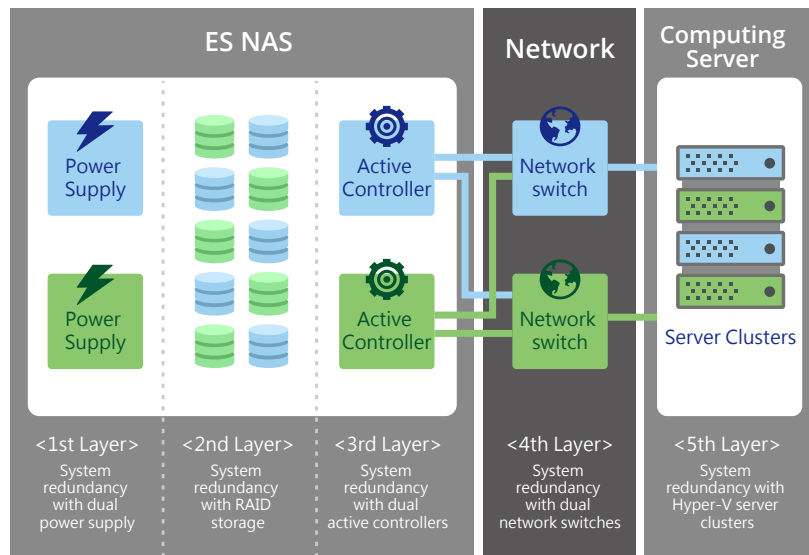 ES NAS
Network
Computing
Server
Power
Supply
Active
Controller
Network
switch
Power
Supply
Active
Controller
Network
switch
Server Clusters
<1st Layer>
System
redundancy
with dual
power supply
<2nd Layer>
System
redundancy
with RAID
storage
<3rd Layer>
System
redundancy
with dual
active controllers
<4th Layer>
System
redundancy
with dual
network switches
<5th Layer>
System
redundancy with
Hyper-V server
clusters